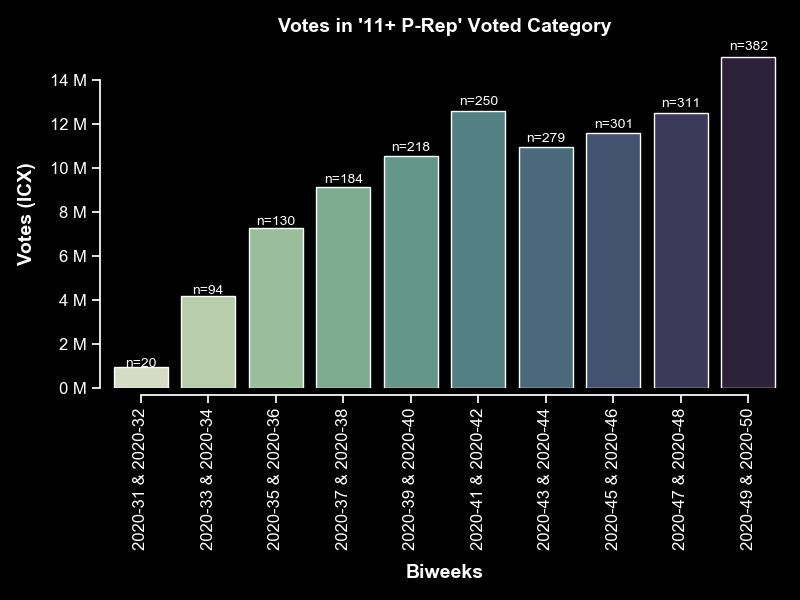 Votes in '11+ P-Rep' Voted Category
n=382
14 M
n=250
n=311
12 M
n=301
n=279
n=218
10 M
n=184
8 M
n=130
6 M
n=94
4 M
2 M
n=20
0 M
Votes (ICX)
2020-31 & 2020-32
2020-33 & 2020-34
2020-35 & 2020-36
2020-37 & 2020-38
2020-39 & 2020-40
2020-41 & 2020-42
2020-43 & 2020-44
2020-45 & 2020-46
2020-47 & 2020-48
2020-49 & 2020-50
Biweeks